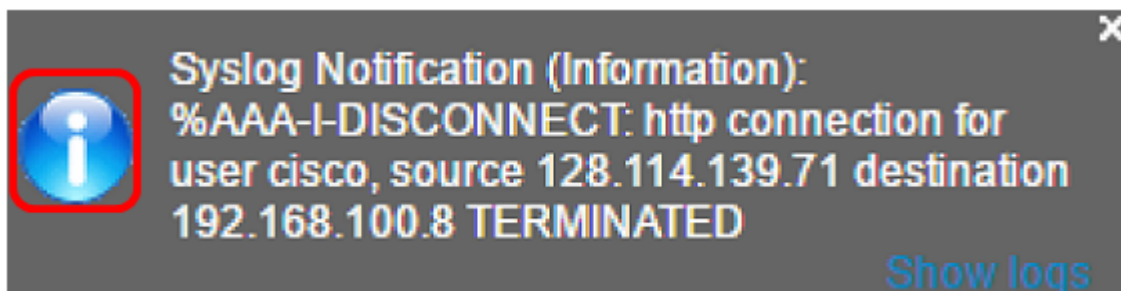 Syslog Notification (Information):
%AAA-I-DISCONNECT: http connection for
user cisco, source 128.114.139.71 destination
192.168.100.8 TERMINATED
Show logs